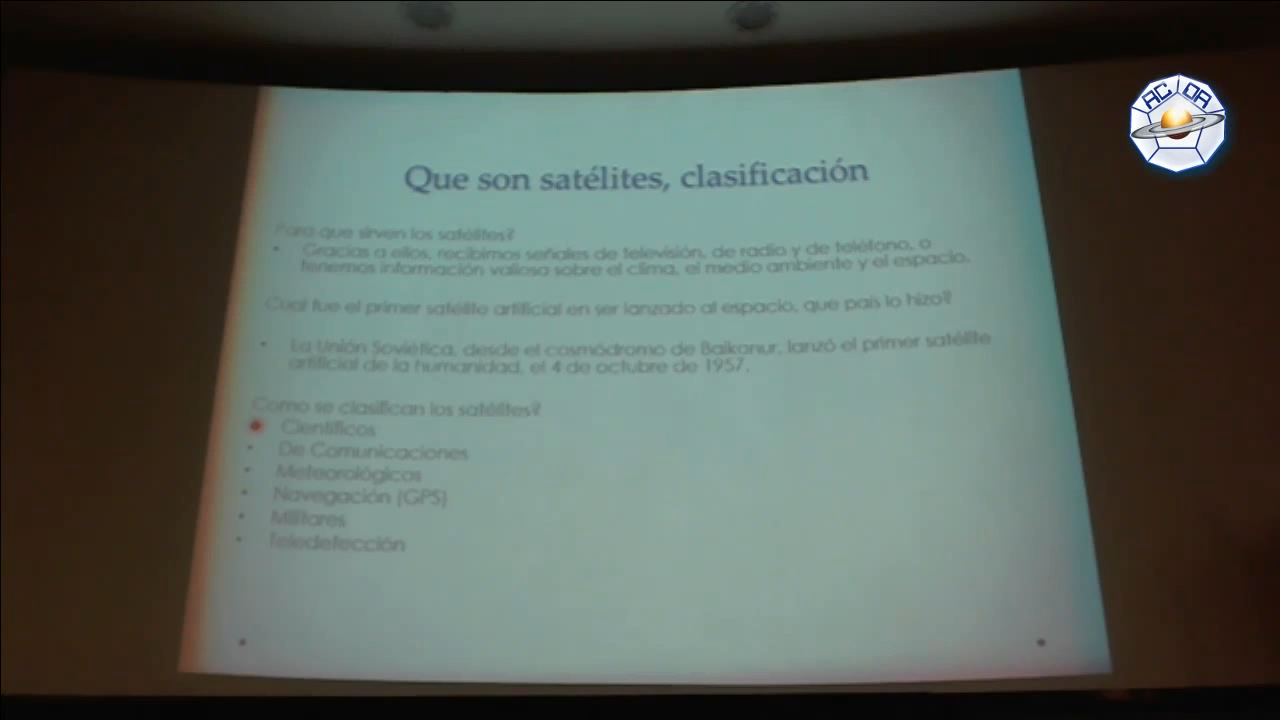 ACDA
Que son satélites, clasificación
Para que sirven los satélites?
• Gracias a ellos, recibimos señales de televisión, de radio y de teléfono, o
tenemos información valiosa sobre el clima, el medio ambiente y el espacio.
Cual fue el primer satélite artificial en ser lanzado al espacio, que país lo hizo?
• La Unión Soviética, desde el cosmódromo de Baikonur, lanzó el primer satélite
artificial de la humanidad, el 4 de octubre de 1957.
Como se clasifican los satélites?
• Científicos
• De Comunicaciones
• Meteorológicos
• Navegación (GPS)
• Militares
• Teledetección